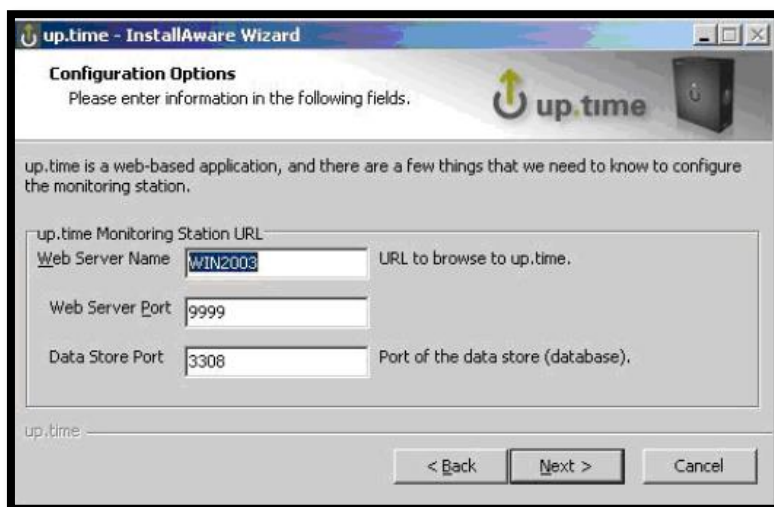 up.time - InstallAware Wizard
Configuration Options
Please enter information in the following fields.
up.time
up.time is a web-based application, and there are a few things that we need to know to configure
the monitoring station.
up.time Monitoring Station URL
Web Server Name WIN2003 URL to browse to up.time.
Web Server Port 9999
Data Store Port 3308 Port of the data store (database).
up.time
< Back Next > Cancel